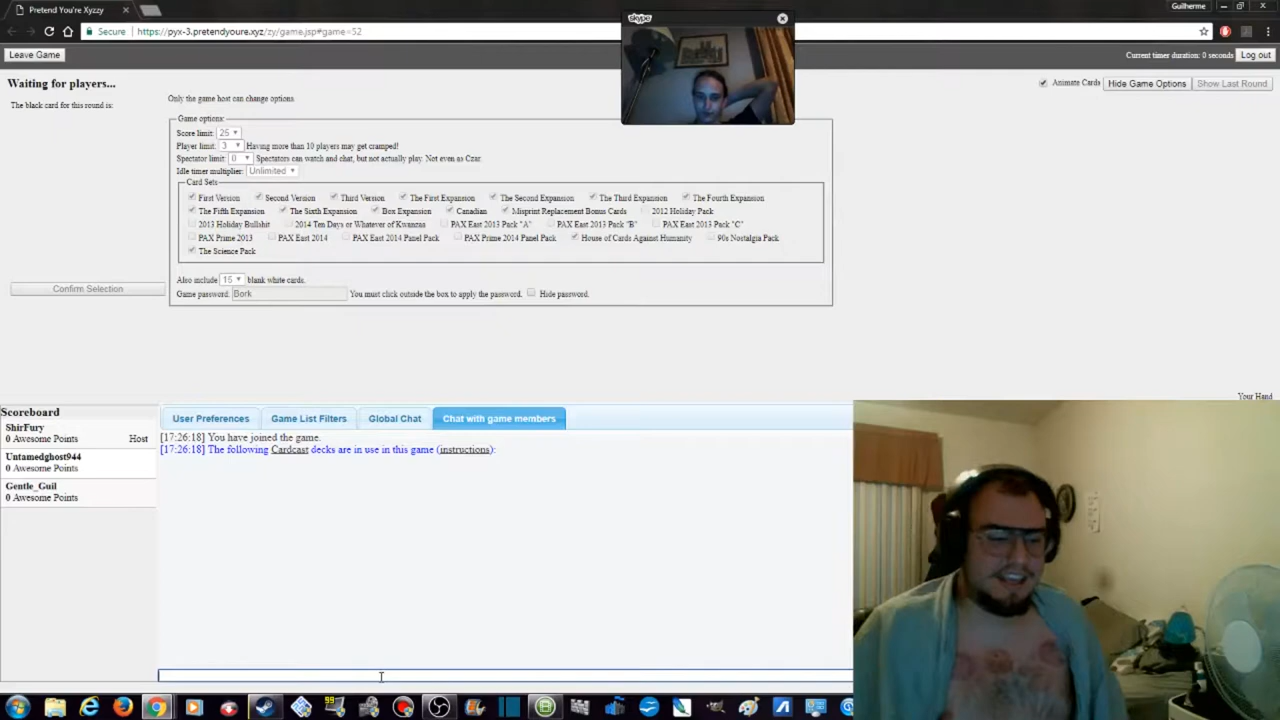 Pretend You're Xyzzy
Guilherme
Secure
https://pyx-3.pretendyoure.xyz/zy/game.jsp#game=52
skype
Leave Game
Current timer duration: 0 seconds
Log out
Waiting for players...
Animate Cards
Hide Game Options
Show Last Round
The black card for this round is:
Only the game host can change options.
Game options:
Score limit: 25
Player limit: 3 Having more than 10 players may get cramped!
Spectator limit: 0 Spectators can watch and chat, but not actually play. Not even as Czar.
Idle timer multiplier: Unlimited
Card Sets
First Version Second Version Third Version The First Expansion The Second Expansion The Third Expansion The Fourth Expansion
The Fifth Expansion The Sixth Expansion Box Expansion Canadian Misprint Replacement Bonus Cards 2012 Holiday Pack
2013 Holiday Bullshit 2014 Ten Days or Whatever of Kwanzaa PAX East 2013 Pack "A" PAX East 2013 Pack "B" PAX East 2013 Pack "C"
PAX Prime 2013 PAX East 2014 PAX East 2014 Panel Pack PAX Prime 2014 Panel Pack House of Cards Against Humanity 90s Nostalgia Pack
The Science Pack
Also include 15 blank white cards.
Confirm Selection
Game password: Bork You must click outside the box to apply the password. Hide password.
Your Hand
Scoreboard
ShirFury
0 Awesome Points Host
Untamedghost944
0 Awesome Points
Gentle_Guil
0 Awesome Points
User Preferences
Game List Filters
Global Chat
Chat with game members
[17:26:18] You have joined the game.
[17:26:18] The following Cardcast decks are in use in this game (instructions):
99